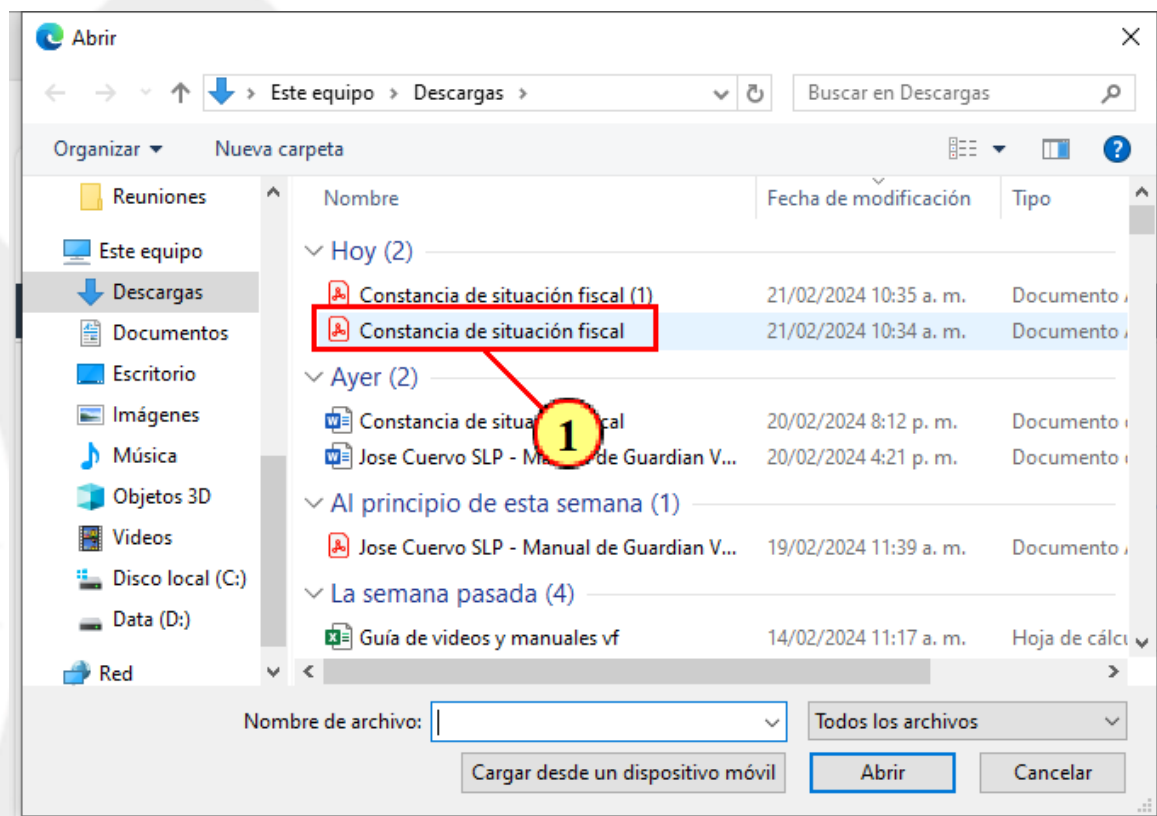 Abrir
Este equipo > Descargas >
Buscar en Descargas
Organizar
Nueva carpeta
Nombre
Fecha de modificación
Tipo
Reuniones
Este equipo
Descargas
Documentos
Escritorio
Imágenes
Música
Objetos 3D
Videos
Disco local (C:)
Data (D:)
Red
Hoy (2)
Constancia de situación fiscal (1) 21/02/2024 10:35 a. m. Documento
Constancia de situación fiscal 21/02/2024 10:34 a. m. Documento
Ayer (2)
Constancia de 20/02/2024 8:12 p. m. Documento
1
Jose Cuervo SLP - de Guardian V... 20/02/2024 4:21 p. m. Documento
Al principio de esta semana (1)
Jose Cuervo SLP - Manual de Guardian V... 19/02/2024 11:39 a. m. Documento
La semana pasada (4)
Guía de videos y manuales vf 14/02/2024 11:17 a. m. Hoja de
Nombre de archivo:
Todos los archivos
Cargar desde un dispositivo móvil
Abrir
Cancelar